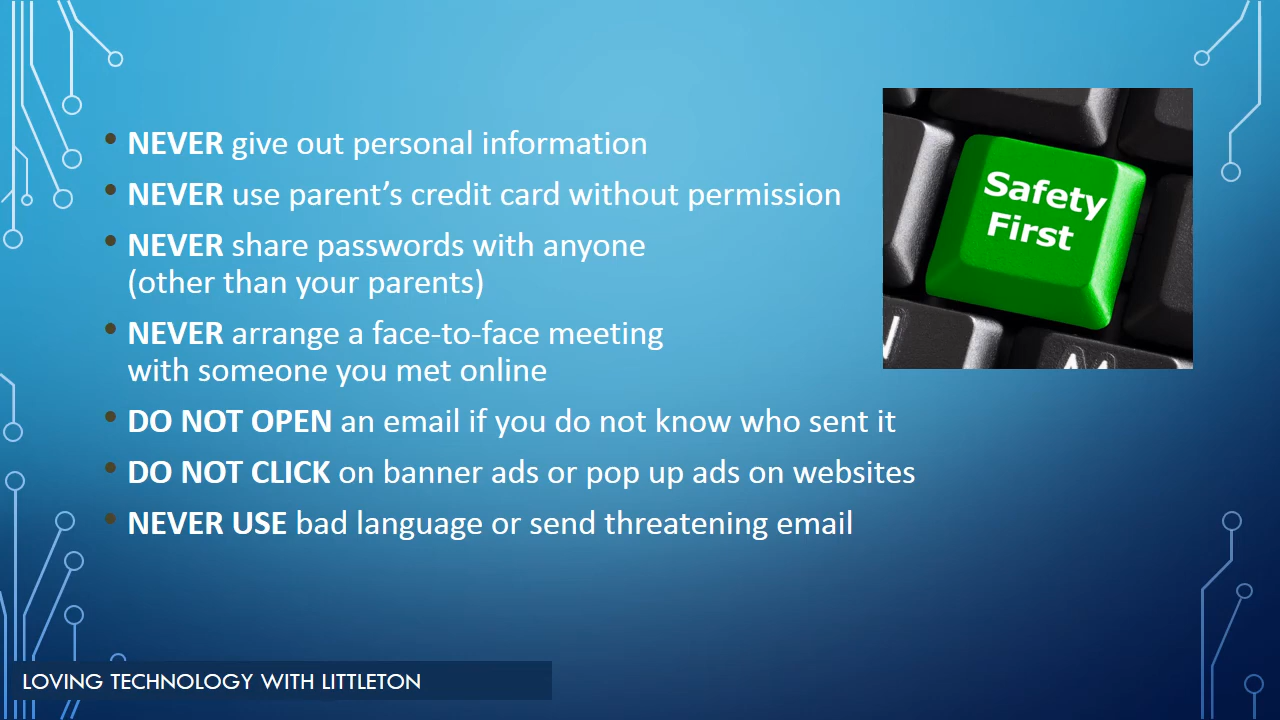 • NEVER give out personal information
• NEVER use parent’s credit card without permission
• NEVER share passwords with anyone
(other than your parents)
• NEVER arrange a face-to-face meeting
with someone you met online
• DO NOT OPEN an email if you do not know who sent it
• DO NOT CLICK on banner ads or pop up ads on websites
• NEVER USE bad language or send threatening email
Safety
First
LOVING TECHNOLOGY WITH LITTLETON